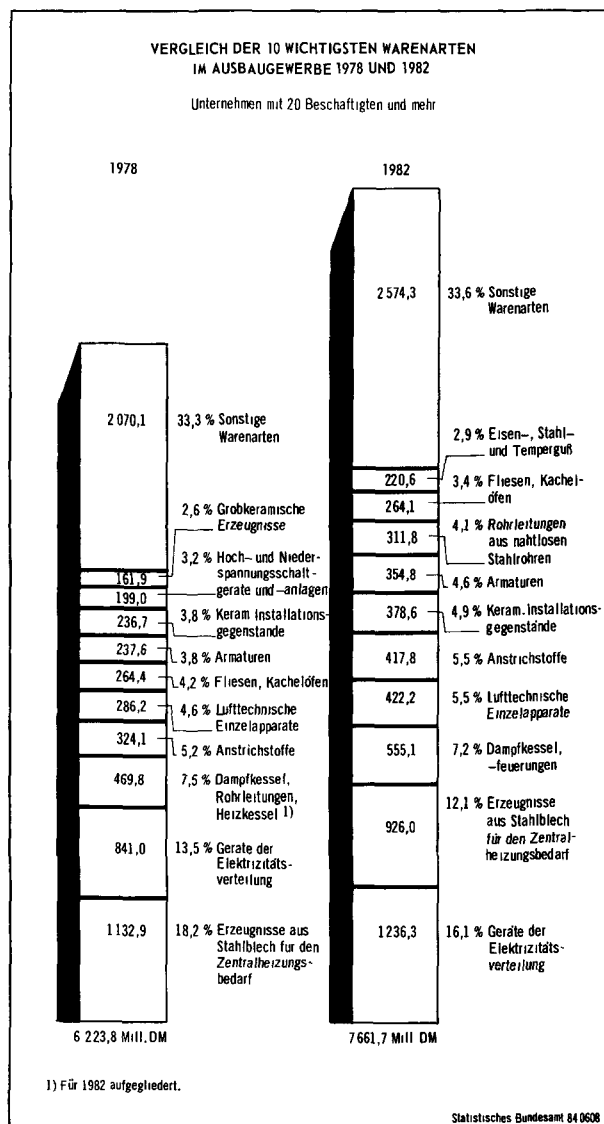 VERGLEICH DER 10 WICHTIGSTEN WARENARTEN
IM AUSBAUGEWERBE 1978 UND 1982
Unternehmen mit 20 Beschaftigten und mehr
1978
2 070,1
33,3 % Sonstige
Warenarten
2,6 % Grobkeramische
Erzeugnisse
161,9
3,2 % Hoch- und Nieder-
spannungsschalt-
gerate und -anlagen
199,0
236,7
3,8 % Keram Installations-
gegenstande
237,6
3,8 % Armaturen
264,4
4,2 % Fliesen, Kachelöfen
286,2
4,6 % Lufttechnische
Einzelapparate
324,1
5,2 % Anstrichstoffe
469,8
7,5 % Dampfkessel,
Rohrleitungen,
Heizkessel 1)
841,0
13,5 % Gerate der
Elektrizitäts-
verteilung
1 132,9
18,2 % Erzeugnisse aus
Stahlblech fur den
Zentralheizungs-
bedarf
6 223,8 Mill. DM
1982
2 574,3
33,6 % Sonstige
Warenarten
2,9 % Eisen-, Stahl-
und Temperguß
220,6
3,4 % Fliesen, Kachel-
öfen
264,1
4,1 % Rohrleitungen
aus nahtlosen
Stahlrohren
311,8
354,8
4,6 % Armaturen
378,6
4,9 % Keram. Installations-
gegenstände
417,8
5,5 % Anstrichstoffe
422,2
5,5 % Lufttechnische
Einzelapparate
555,1
7,2 % Dampfkessel,
-feuerungen
926,0
12,1 % Erzeugnisse
aus Stahlblech
für den Zentral-
heizungsbedarf
1 236,3
16,1 % Geräte der
Elektrizitäts-
verteilung
7 661,7 Mill DM
1) Für 1982 aufgegliedert.
Statistisches Bundesamt 84 0608